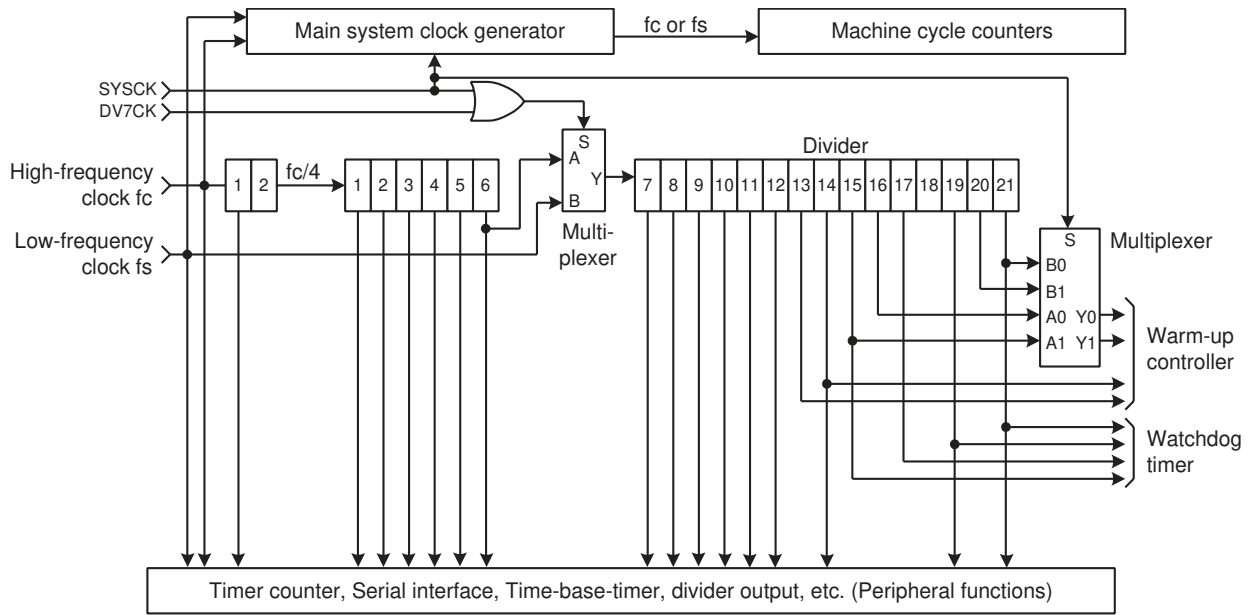 Main system clock generator
fc or fs
Machine cycle counters
SYSCK
DV7CK
High-frequency
clock fc
1 2
fc/4
1 2 3 4 5 6
Low-frequency
clock fs
S
A
Y
B
Multi-
plexer
Divider
7 8 9 10 11 12 13 14 15 16 17 18 19 20 21
S
Multiplexer
B0
B1
A0 Y0
A1 Y1
Warm-up
controller
Watchdog
timer
Timer counter, Serial interface, Time-base-timer, divider output, etc. (Peripheral functions)